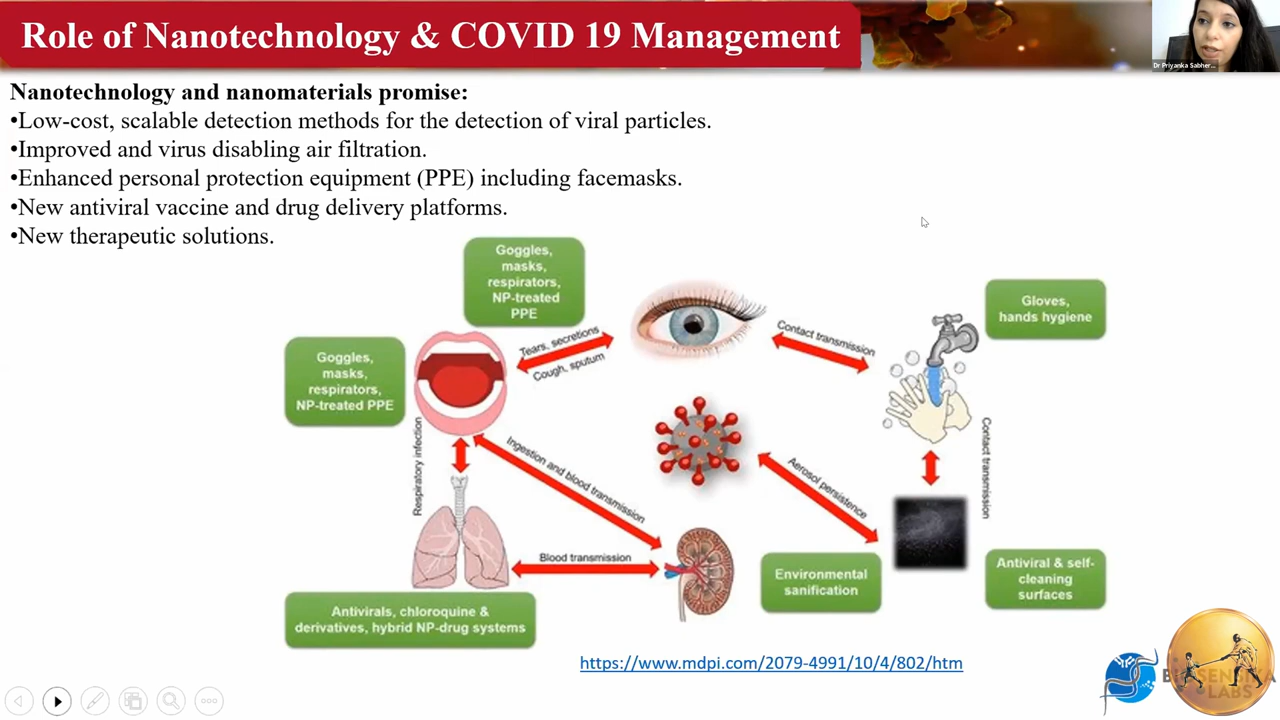 Role of Nanotechnology & COVID 19 Management
Dr Priyanka Sabher...
Nanotechnology and nanomaterials promise:
•Low-cost, scalable detection methods for the detection of viral particles.
•Improved and virus disabling air filtration.
•Enhanced personal protection equipment (PPE) including facemasks.
•New antiviral vaccine and drug delivery platforms.
•New therapeutic solutions.
Goggles,
masks,
respirators,
NP-treated
PPE
Gloves,
hands hygiene
Goggles,
masks,
respirators,
NP-treated PPE
Tears, secretions
Cough, sputum
Contact transmission
Respiratory infection
Ingestion and blood transmission
Aerosol persistence
Contact transmission
Blood transmission
Environmental
sanification
Antiviral & self-
cleaning
surfaces
Antivirals, chloroquine &
derivatives, hybrid NP-drug systems
https://www.mdpi.com/2079-4991/10/4/802/htm
LABS